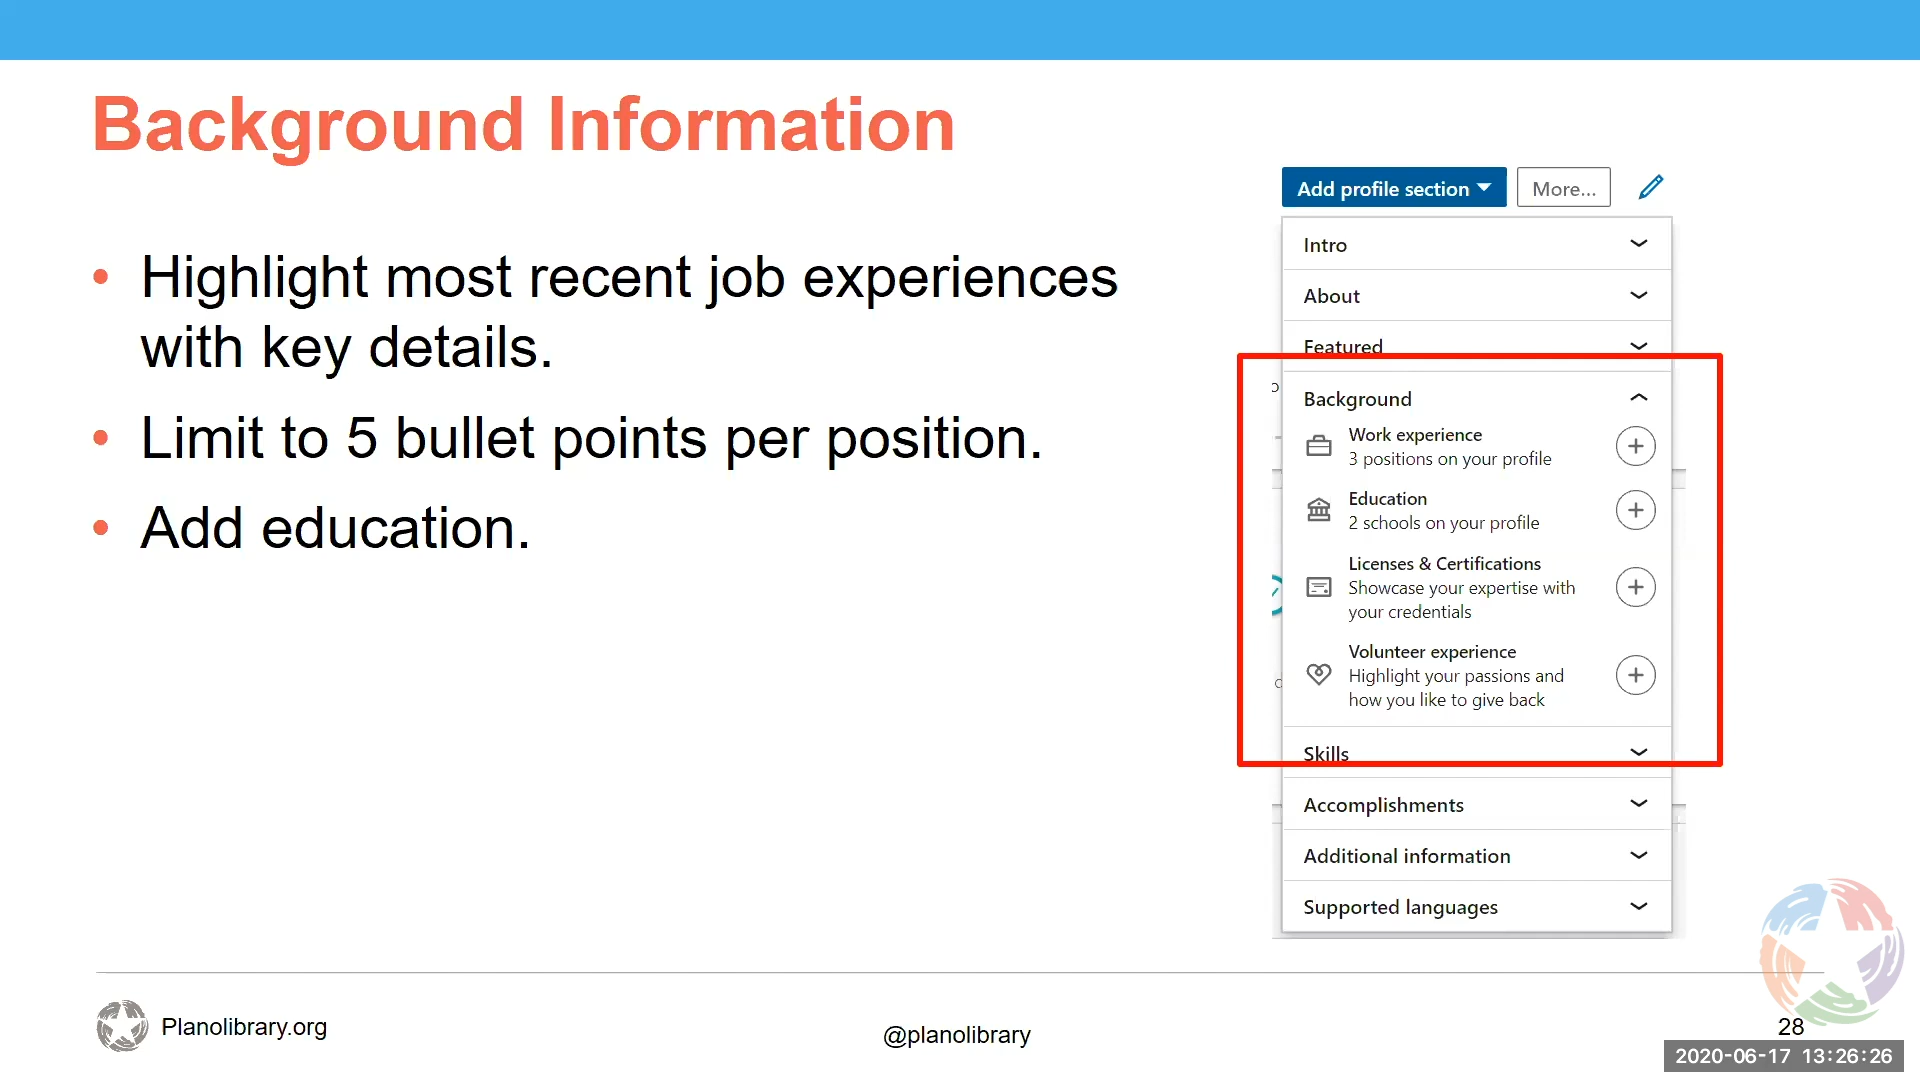 Background Information
• Highlight most recent job experiences
with key details.
• Limit to 5 bullet points per position.
• Add education.
Add profile section
More...
Intro
About
Featured
Background
Work experience
3 positions on your profile
Education
2 schools on your profile
Licenses & Certifications
Showcase your expertise with
your credentials
Volunteer experience
Highlight your passions and
how you like to give back
Skills
Accomplishments
Additional information
Supported languages
Planolibrary.org
@planolibrary
28
2020-06-17 13:26:26